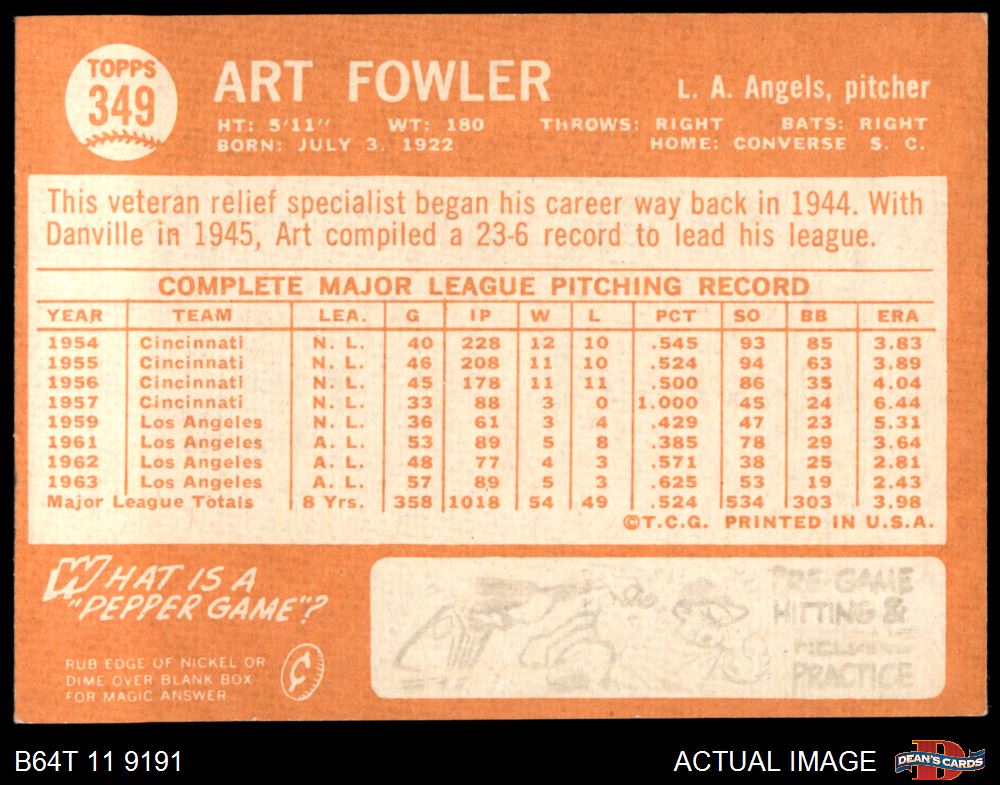 TOPPS
349
ART FOWLER
L. A. Angels, pitcher
HT: 5'11" WT: 180 THROWS: RIGHT BATS: RIGHT
BORN: JULY 3. 1922 HOME: CONVERSE S. C.
This veteran relief specialist began his career way back in 1944. With
Danville in 1945, Art compiled a 23-6 record to lead his league.
COMPLETE MAJOR LEAGUE PITCHING RECORD
YEAR TEAM LEA. G IP W L PCT SO BB ERA
1954 Cincinnati N. L. 40 228 12 10 .545 93 85 3.83
1955 Cincinnati N. L. 46 208 11 10 .524 94 63 3.89
1956 Cincinnati N. L. 45 178 11 11 .500 86 35 4.04
1957 Cincinnati N. L. 33 88 3 0 1.000 45 24 6.44
1959 Los Angeles N. L. 36 61 3 4 .429 47 23 5.31
1961 Los Angeles A. L. 53 89 5 8 .385 78 29 3.64
1962 Los Angeles A. L. 48 77 4 3 .571 38 25 2.81
1963 Los Angeles A. L. 57 89 5 3 .625 53 19 2.43
Major League Totals 8 Yrs. 358 1018 54 49 .524 534 303 3.98
©T.C.G. PRINTED IN U.S.A.
WHAT IS A
"PEPPER GAME"?
RUB EDGE OF NICKEL OR
DIME OVER BLANK BOX
FOR MAGIC ANSWER
¢
PRE-GAME
HITTING &
FIELDING
PRACTICE
B64T 11 9191
ACTUAL IMAGE
D
DEAN'S CARDS